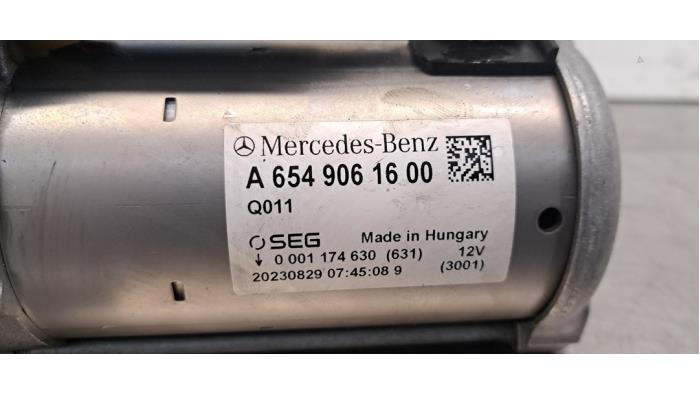 Mercedes-Benz
A 654 906 16 00
Q011
SEG Made in Hungary
↓ 0 001 174 630 (631) 12V
20230829 07:45:08 9 (3001)